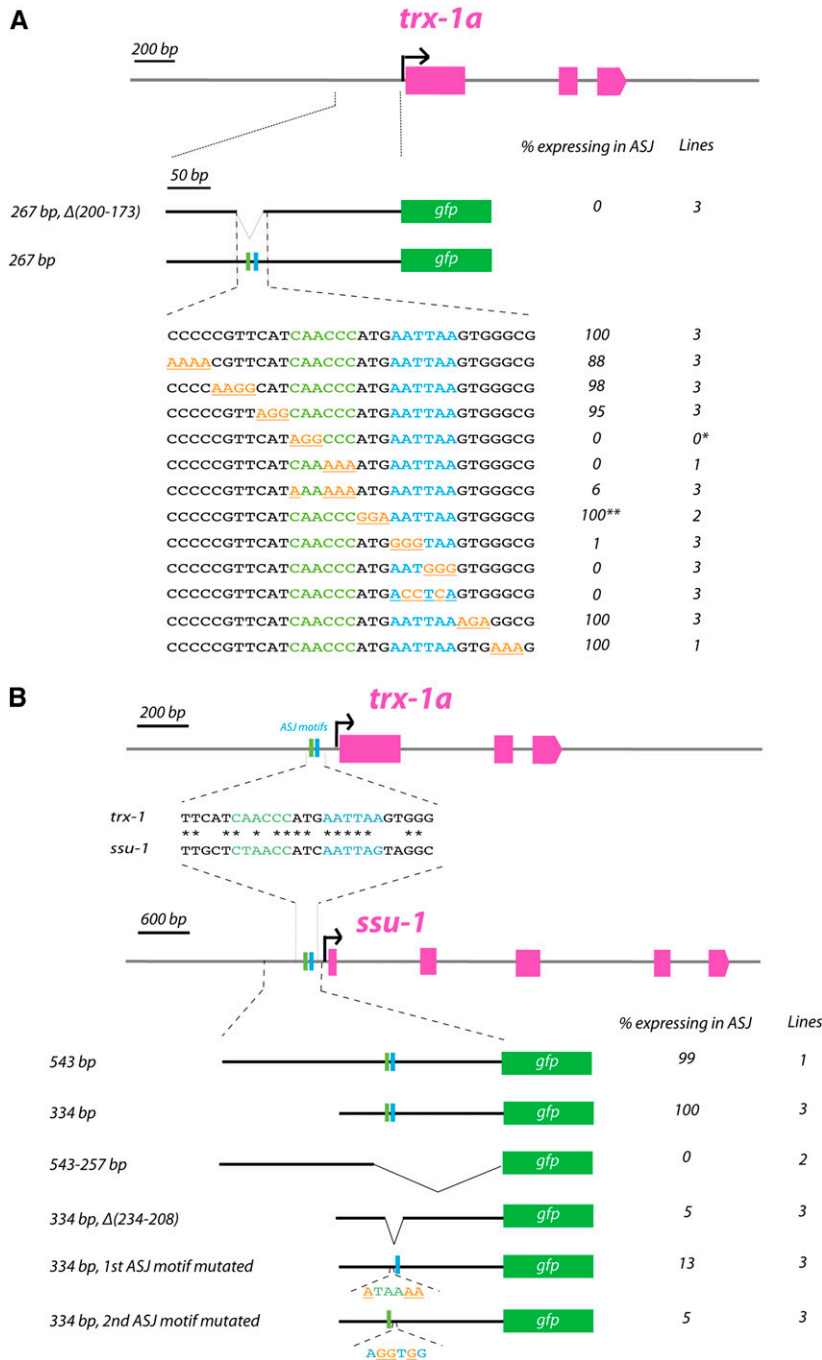 A
trx-1a
200 bp
% expressing in ASJ Lines
50 bp
267 bp, Δ(200-173) gfp 0 3
267 bp gfp
CCCCCGTTCATCAACCCATGAATTAAGTGGGCG 100 3
AAAACGTTCATCAACCCATGAATTAAGTGGGCG 88 3
CCCCAAGGCATCAACCCATGAATTAAGTGGGCG 98 3
CCCCCGTTAGGCAACCCATGAATTAAGTGGGCG 95 3
CCCCCGTTCATAGGCCCATGAATTAAGTGGGCG 0 0*
CCCCCGTTCATCAAAAAATGAATTAAGTGGGCG 0 1
CCCCCGTTCATAAAAAAATGAATTAAGTGGGCG 6 3
CCCCCGTTCATCAACCCGGAAATTAAGTGGGCG 100** 2
CCCCCGTTCATCAACCCATGGGGTAAGTGGGCG 1 3
CCCCCGTTCATCAACCCATGAATGGGGTGGGCG 0 3
CCCCCGTTCATCAACCCATGACCTCAGTGGGCG 0 3
CCCCCGTTCATCAACCCATGAATTAAAGAGGCG 100 3
CCCCCGTTCATCAACCCATGAATTAAGTGAAAG 100 1
B
trx-1a
200 bp
ASJ motifs
trx-1 TTCATCAACCCATGAATTAAGTGGG
** ** * **** ***** **
ssu-1 TTGCTCTAACCATCAATTAGTAGGC
600 bp
ssu-1
% expressing in ASJ Lines
543 bp gfp 99 1
334 bp gfp 100 3
543-257 bp gfp 0 2
334 bp, Δ(234-208) gfp 5 3
334 bp, 1st ASJ motif mutated gfp 13 3
ATAAAA
334 bp, 2nd ASJ motif mutated gfp 5 3
AGGTGG